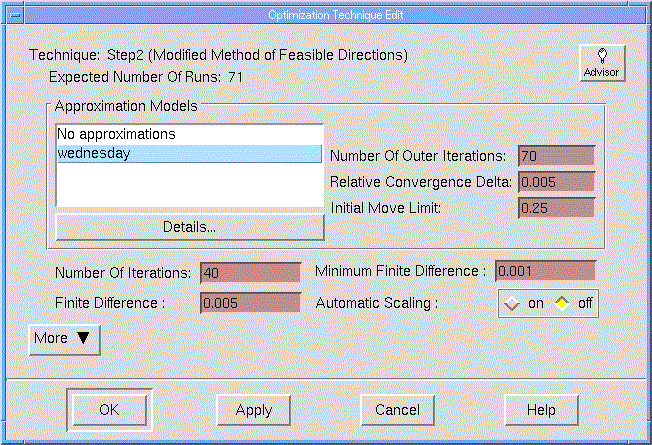 Optimization Technique Edit
Technique: Step2 (Modified Method of Feasible Directions)
Expected Number Of Runs: 71
Advisor
Approximation Models
No approximations
wednesday
Details...
Number Of Outer Iterations: 70
Relative Convergence Delta: 0.005
Initial Move Limit: 0.25
Number Of Iterations: 40
Minimum Finite Difference : 0.001
Finite Difference : 0.005
Automatic Scaling : on off
More
OK Apply Cancel Help